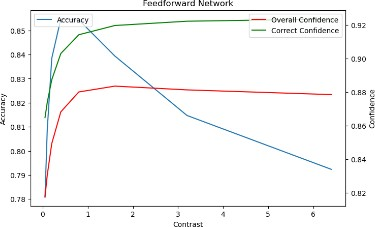 Feedforward Network
Accuracy
Overall Confidence
Correct Confidence
0.85
0.84
0.83
0.82
0.81
0.80
0.79
0.78
Accuracy
0.92
0.90
0.88
0.86
0.84
0.82
Confidence
0 1 2 3 4 5 6
Contrast